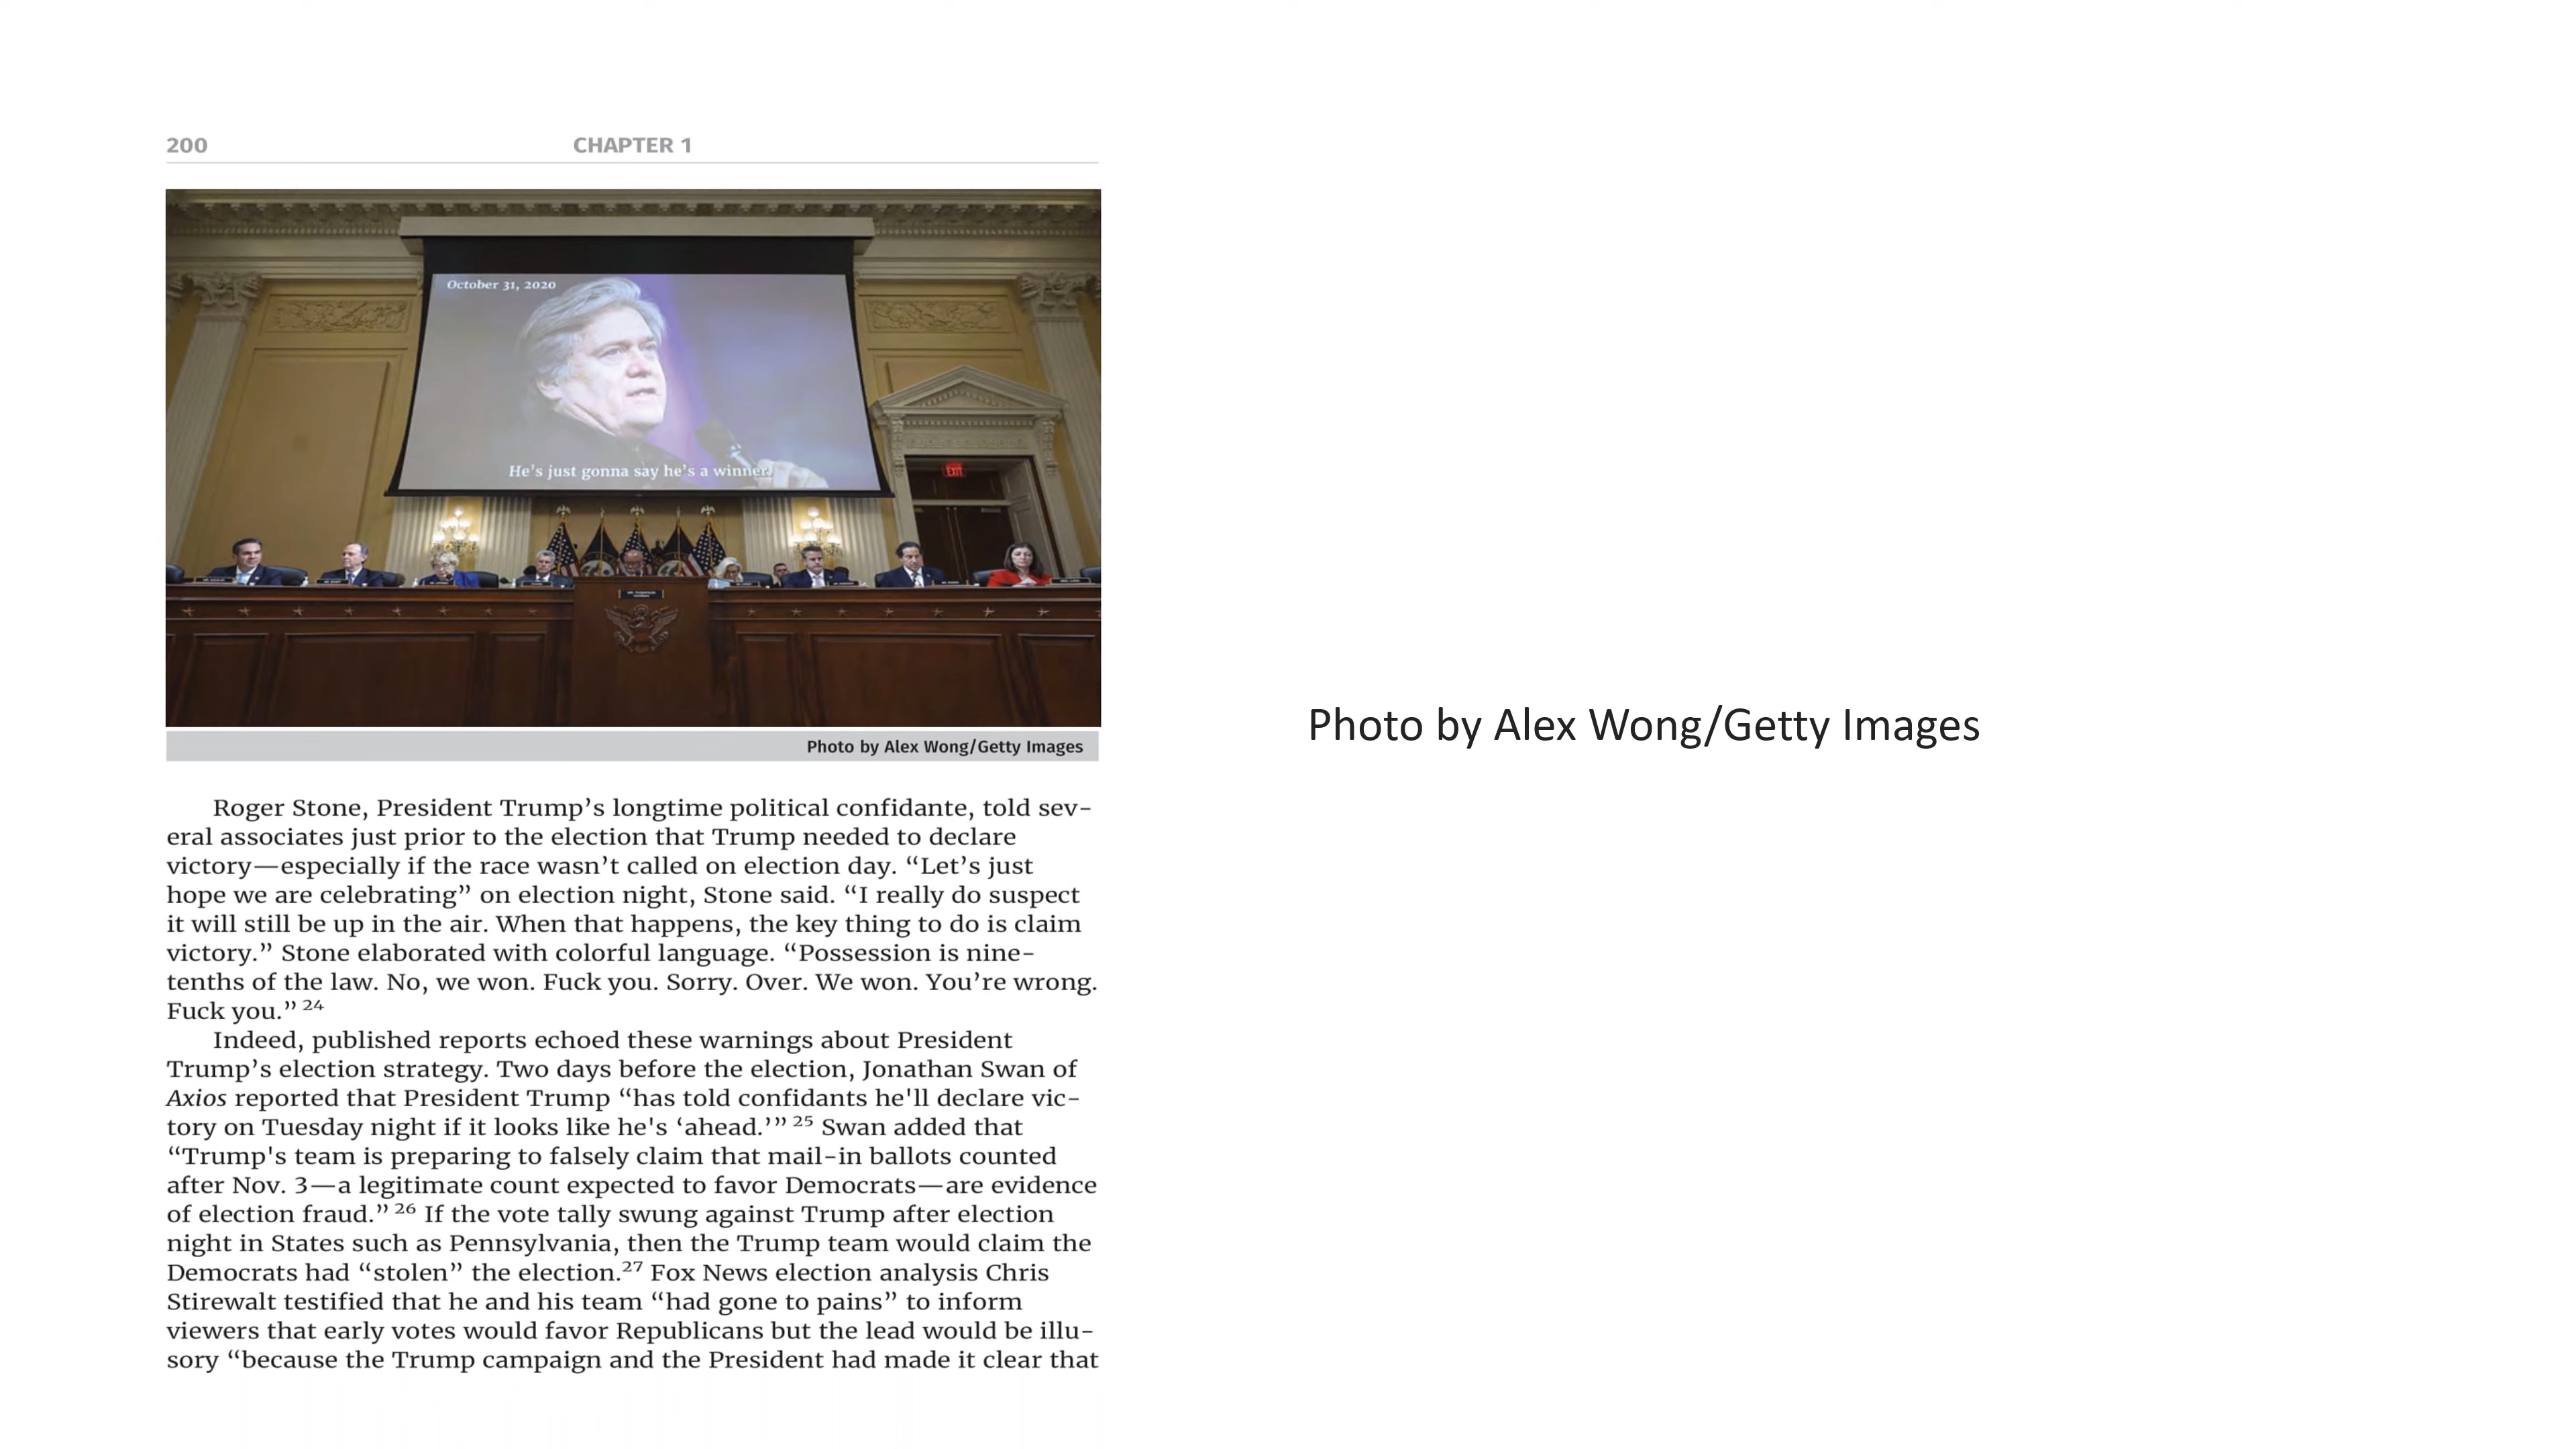 200
CHAPTER 1
October 31, 2020
He's just gonna say he's a winner.
Exit
Photo by Alex Wong/Getty Images
Roger Stone, President Trump’s longtime political confidante, told sev-
eral associates just prior to the election that Trump needed to declare
victory—especially if the race wasn’t called on election day. “Let’s just
hope we are celebrating” on election night, Stone said. “I really do suspect
it will still be up in the air. When that happens, the key thing to do is claim
victory.” Stone elaborated with colorful language. “Possession is nine-
tenths of the law. No, we won. Fuck you. Sorry. Over. We won. You’re wrong.
Fuck you.” 24
Indeed, published reports echoed these warnings about President
Trump’s election strategy. Two days before the election, Jonathan Swan of
Axios reported that President Trump “has told confidants he'll declare vic-
tory on Tuesday night if it looks like he's ‘ahead.’” 25 Swan added that
“Trump's team is preparing to falsely claim that mail-in ballots counted
after Nov. 3—a legitimate count expected to favor Democrats—are evidence
of election fraud.” 26 If the vote tally swung against Trump after election
night in States such as Pennsylvania, then the Trump team would claim the
Democrats had “stolen” the election.27 Fox News election analysis Chris
Stirewalt testified that he and his team “had gone to pains” to inform
viewers that early votes would favor Republicans but the lead would be illu-
sory “because the Trump campaign and the President had made it clear that
Photo by Alex Wong/Getty Images